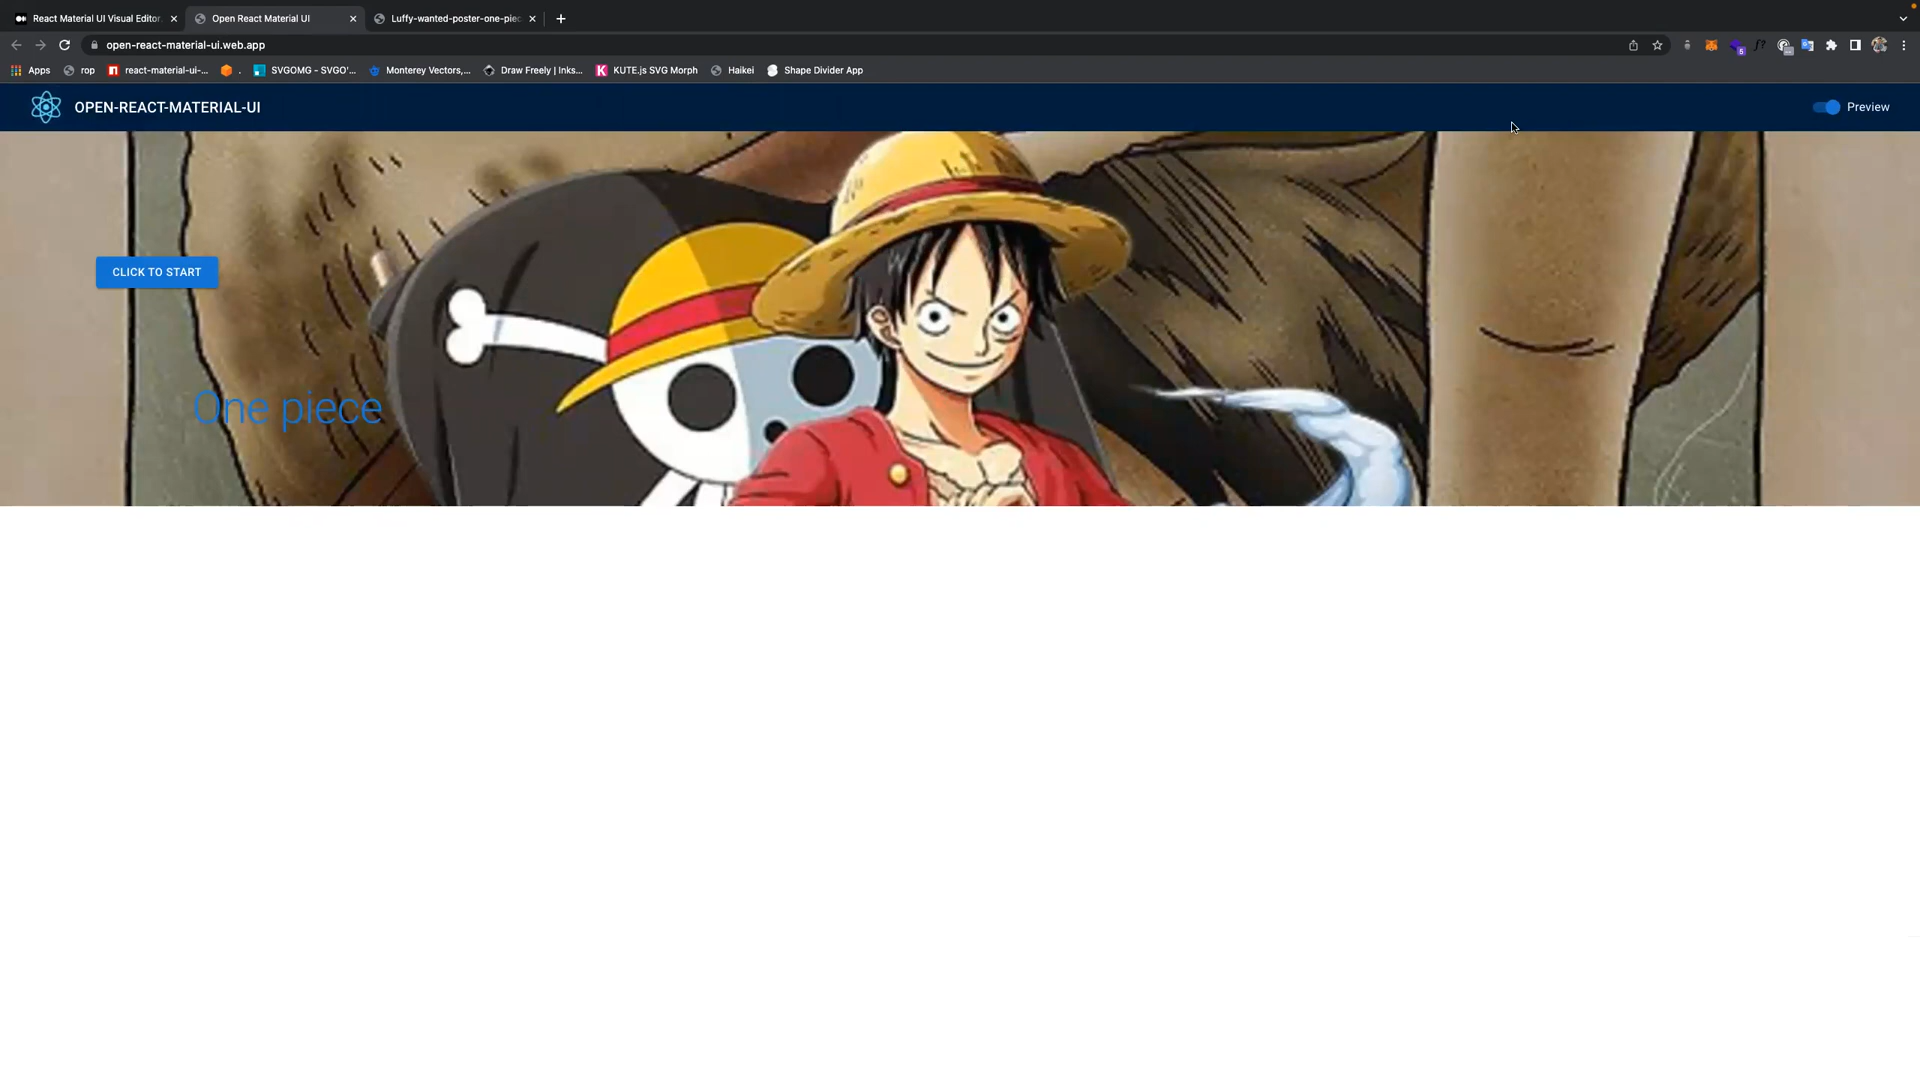 React Material UI Visual Editor
Open React Material UI
Luffy-wanted-poster-one-piec
open-react-material-ui.web.app
Apps
rop
react-material-ui-...
.
SVGOMG - SVGO'...
Monterey Vectors,...
Draw Freely | Inks...
KUTE.js SVG Morph
Haikei
Shape Divider App
OPEN-REACT-MATERIAL-UI
Preview
CLICK TO START
One piece